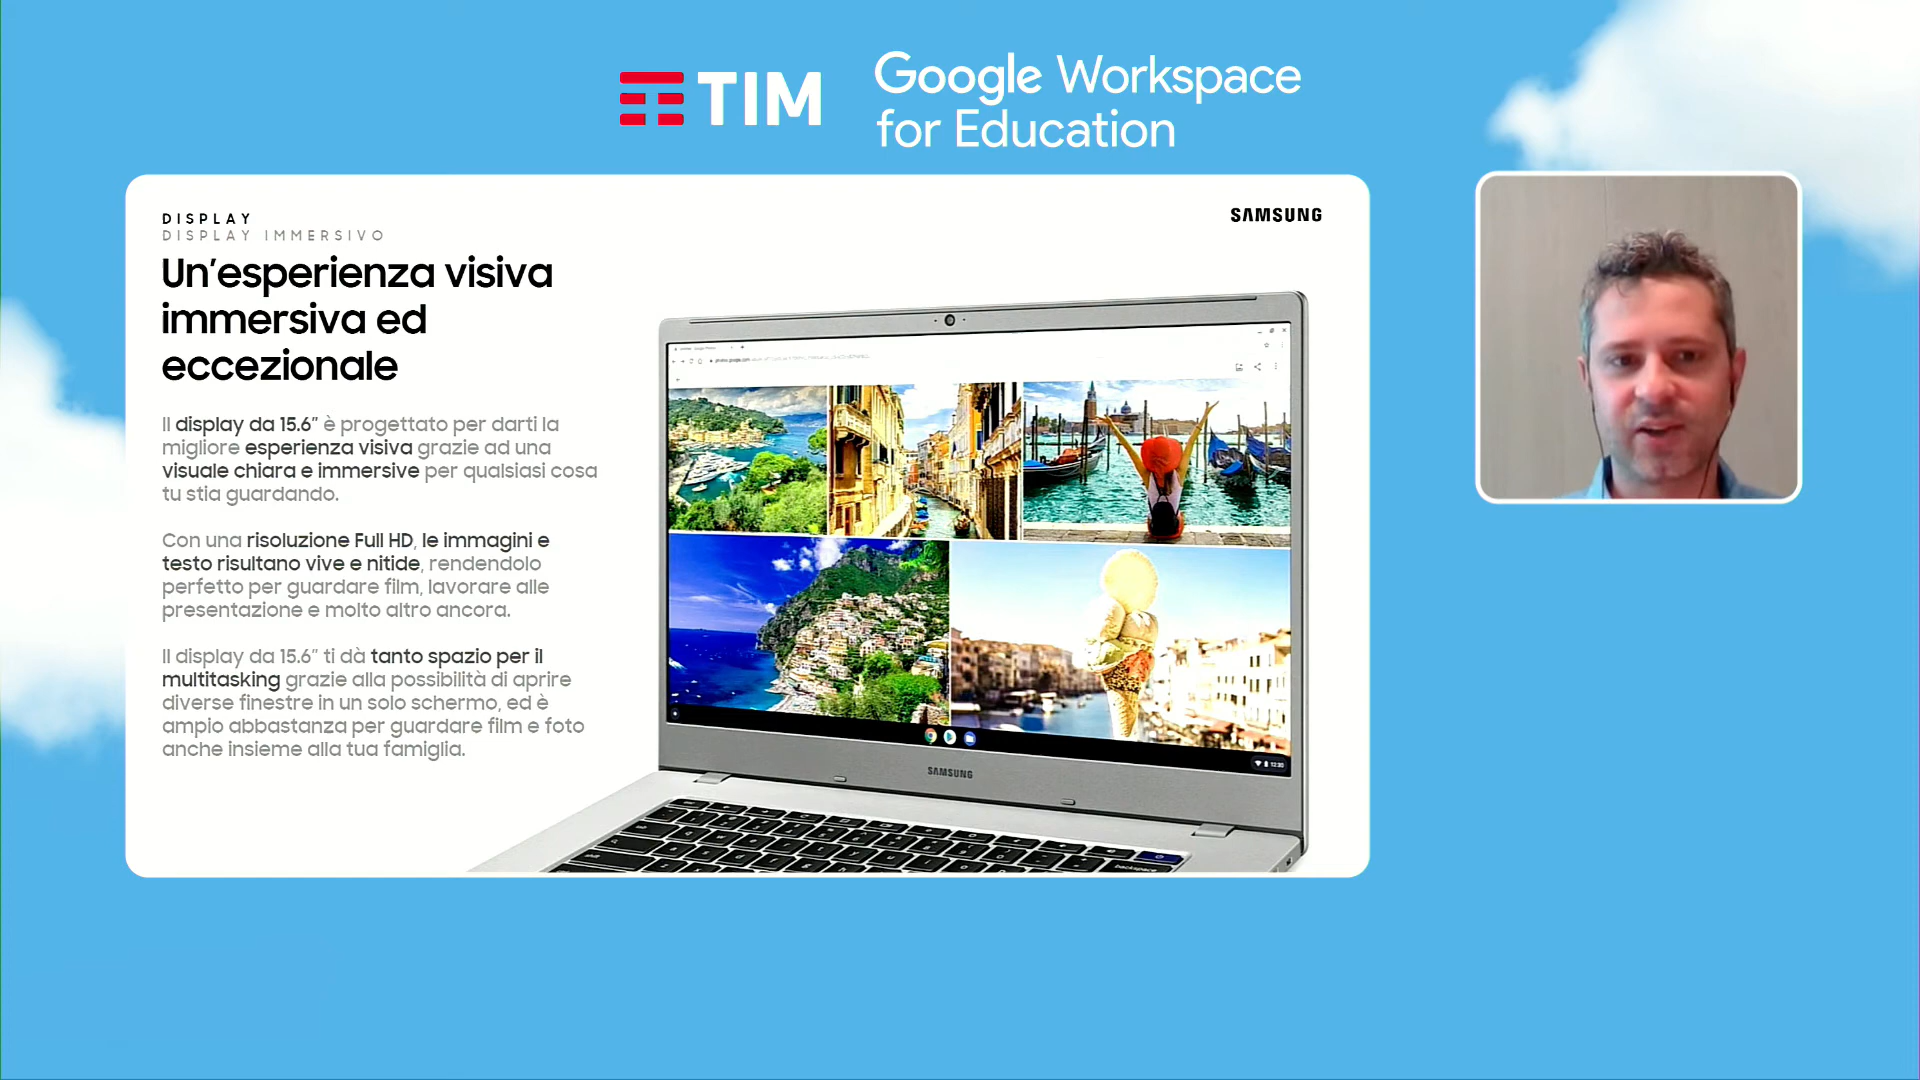 TIM
Google Workspace
for Education
DISPLAY
DISPLAY IMMERSIVO
SAMSUNG
Un'esperienza visiva
immersiva ed
eccezionale
Il display da 15.6" è progettato per darti la
migliore esperienza visiva grazie ad una
visuale chiara e immersive per qualsiasi cosa
tu stia guardando.
Con una risoluzione Full HD, le immagini e
testo risultano vive e nitide, rendendolo
perfetto per guardare film, lavorare alle
presentazione e molto altro ancora.
Il display da 15.6" ti dà tanto spazio per il
multitasking grazie alla possibilità di aprire
diverse finestre in un solo schermo, ed è
ampio abbastanza per guardare film e foto
anche insieme alla tua famiglia.
12:30
SAMSUNG
backspace